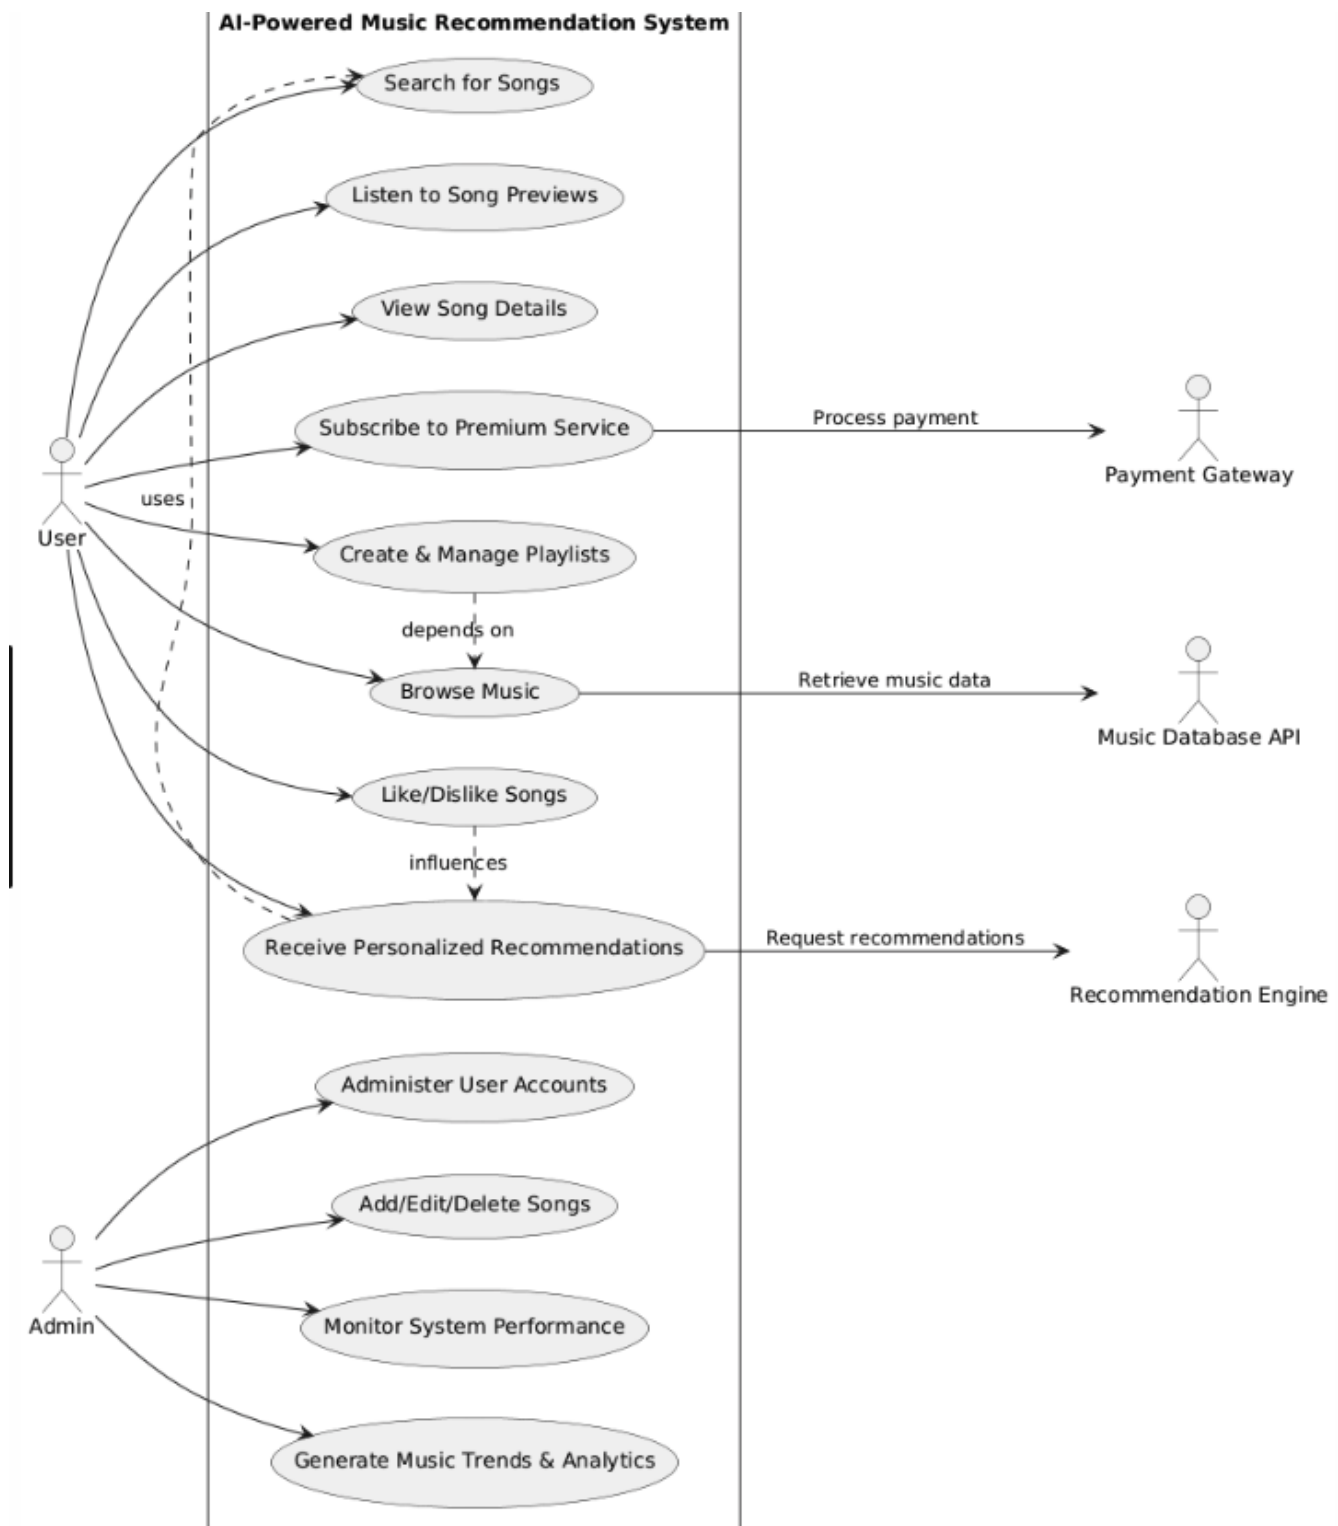 AI-Powered Music Recommendation System
Search for Songs
Listen to Song Previews
View Song Details
Subscribe to Premium Service
Process payment
Payment Gateway
uses
User
Create & Manage Playlists
depends on
Browse Music
Retrieve music data
Music Database API
Like/Dislike Songs
influences
Receive Personalized Recommendations
Request recommendations
Recommendation Engine
Administer User Accounts
Add/Edit/Delete Songs
Admin
Monitor System Performance
Generate Music Trends & Analytics